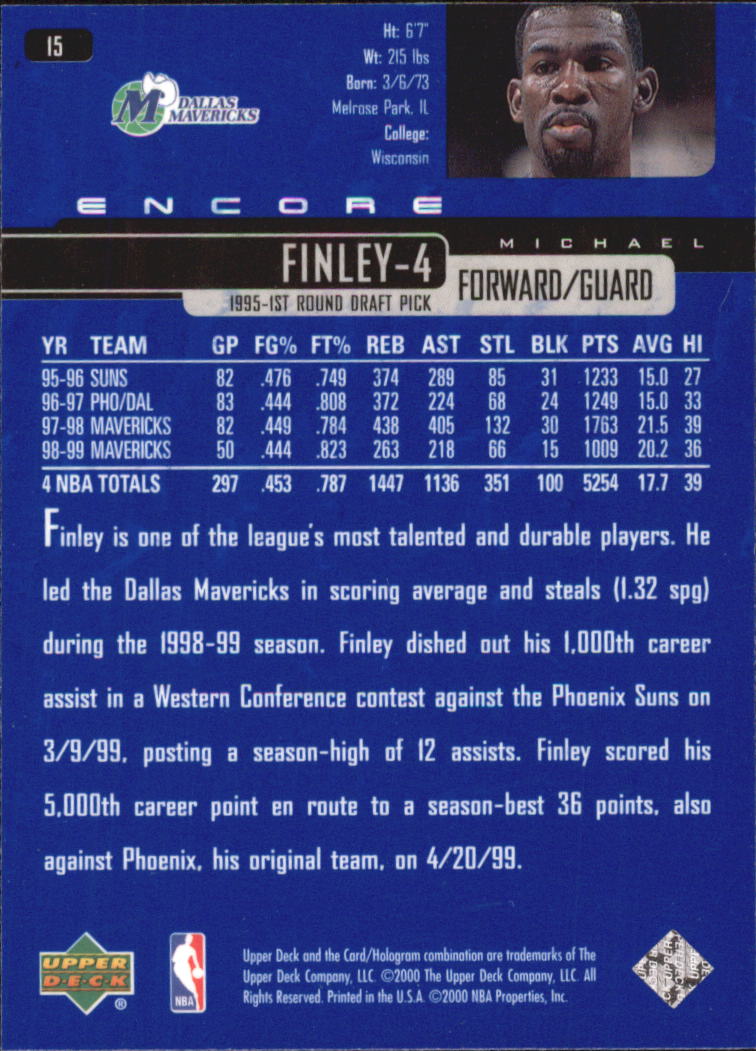 15
Ht: 6'7"
Wt: 215 lbs
Born: 3/6/73
Melrose Park, IL
College:
Wisconsin
M DALLAS
MAVERICKS
ENCORE
MICHAEL
FINLEY-4
FORWARD/GUARD
1995-1ST ROUND DRAFT PICK
YR TEAM GP FG% FT% REB AST STL BLK PTS AVG HI
95-96 SUNS 82 .476 .749 374 289 85 31 1233 15.0 27
96-97 PHO/DAL 83 .444 .808 372 224 68 24 1249 15.0 33
97-98 MAVERICKS 82 .449 .784 438 405 132 30 1763 21.5 39
98-99 MAVERICKS 50 .444 .823 263 218 66 15 1009 20.2 36
4 NBA TOTALS 297 .453 .787 1447 1136 351 100 5254 17.7 39
Finley is one of the league's most talented and durable players. He
led the Dallas Mavericks in scoring average and steals (1.32 spg)
during the 1998-99 season. Finley dished out his 1,000th career
assist in a Western Conference contest against the Phoenix Suns on
3/9/99, posting a season-high of 12 assists. Finley scored his
5,000th career point en route to a season-best 36 points, also
against Phoenix, his original team, on 4/20/99.
UPPER
DECK
®
NBA
Upper Deck and the Card/Hologram combination are trademarks of The
Upper Deck Company, LLC. ©2000 The Upper Deck Company, LLC. All
Rights Reserved. Printed in the U.S.A. ©2000 NBA Properties, Inc.